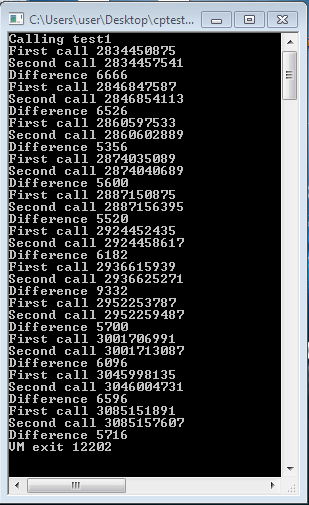 C:\Users\user\Desktop\cptest...
Calling test1
First call 2834450875
Second call 2834457541
Difference 6666
First call 2846847587
Second call 2846854113
Difference 6526
First call 2860597533
Second call 2860602889
Difference 5356
First call 2874035089
Second call 2874040689
Difference 5600
First call 2887150875
Second call 2887156395
Difference 5520
First call 2924452435
Second call 2924458617
Difference 6182
First call 2936615939
Second call 2936625271
Difference 9332
First call 2952253787
Second call 2952259487
Difference 5700
First call 3001706991
Second call 3001713087
Difference 6096
First call 3045998135
Second call 3046004731
Difference 6596
First call 3085151891
Second call 3085157607
Difference 5716
VM exit 12202